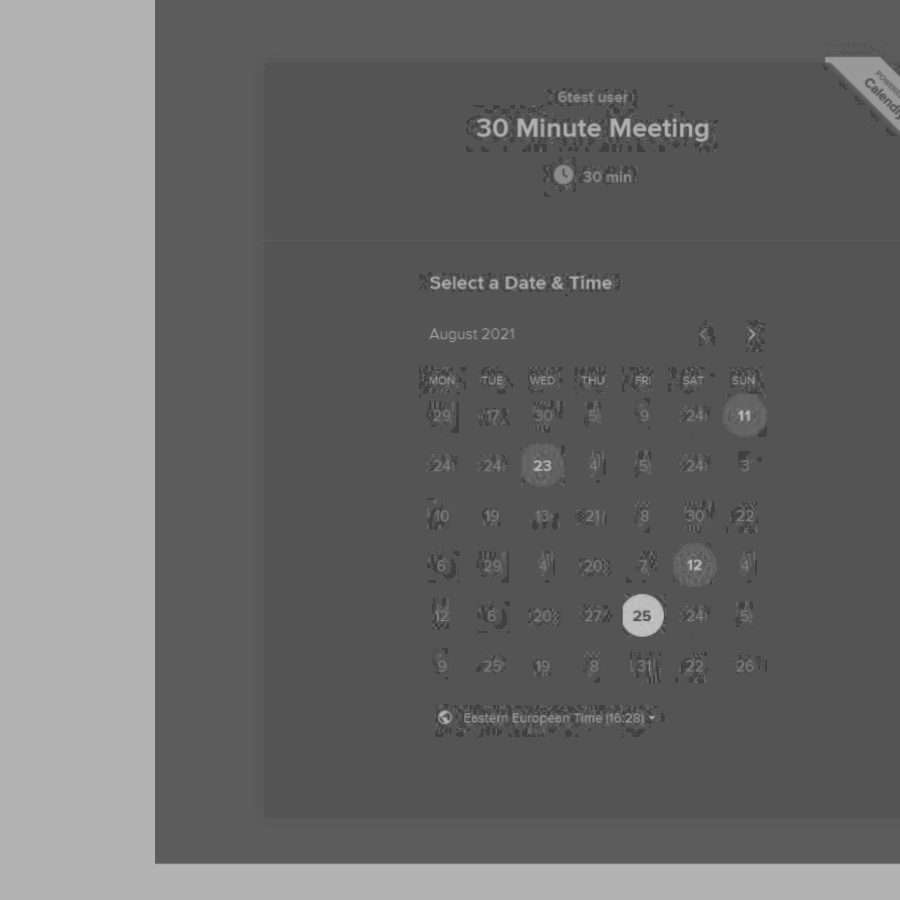 6test user
30 Minute Meeting
30 min
POWERED
Calendly
Select a Date & Time
August 2021
MON TUE WED THU FRI SAT SUN
29 17 30 5 9 24 11
24 24 23 4 5 24 3
10 19 13 21 8 30 22
6 29 4 20 7 12 4
12 6 20 27 25 24 5
9 25 19 8 31 22 26
Eastern European Time (16:28)